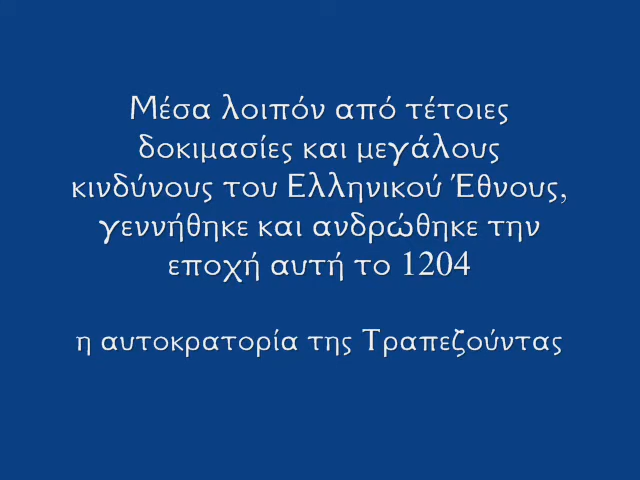 Μέσα λοιπόν από τέτοιες
δοκιμασίες και μεγάλους
κινδύνους του Ελληνικού Έθνους,
γεννήθηκε και ανδρώθηκε την
εποχή αυτή το 1204
η αυτοκρατορία της Τραπεζούντας